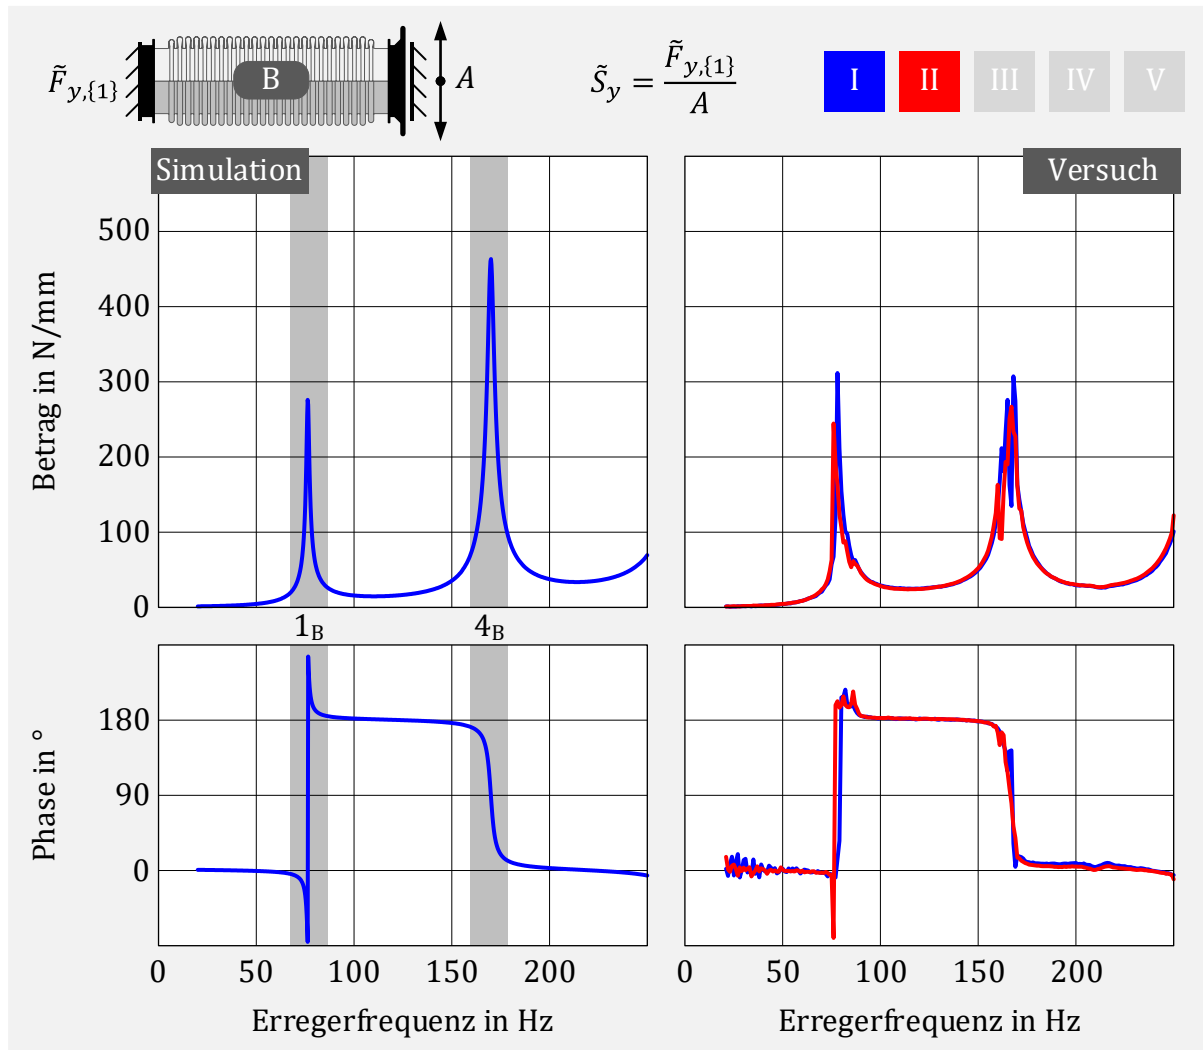 F̃y,{1} B A S̃y = F̃y,{1} / A I II III IV V
Simulation Versuch
Betrag in N/mm
500
400
300
200
100
0
1B 4B
Phase in °
180
90
0
0 50 100 150 200 0 50 100 150 200
Erregerfrequenz in Hz Erregerfrequenz in Hz